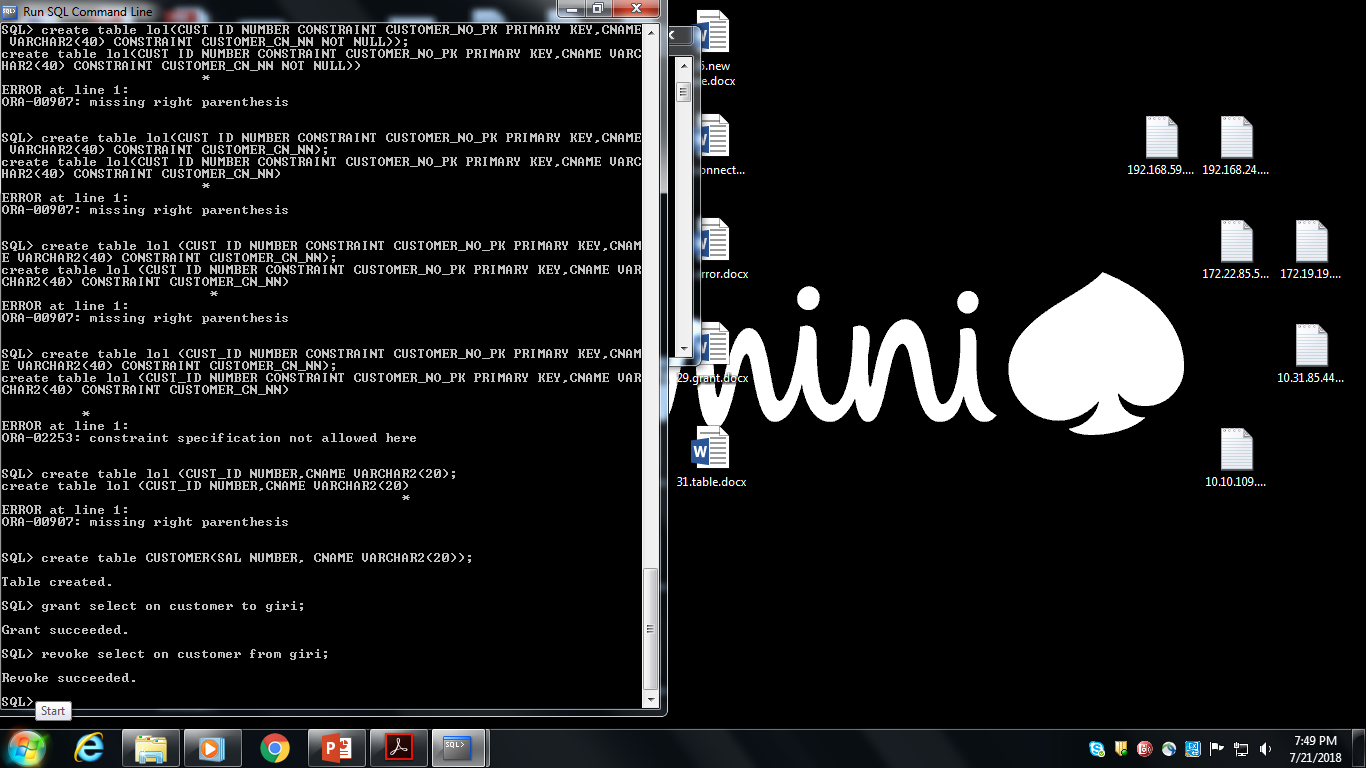 Run SQL Command Line
SQL> create table lol(CUST ID NUMBER CONSTRAINT CUSTOMER_NO_PK PRIMARY KEY,CNAME
VARCHAR2(40) CONSTRAINT CUSTOMER_CN_NN NOT NULL>);
create table lol(CUST ID NUMBER CONSTRAINT CUSTOMER_NO_PK PRIMARY KEY,CNAME VARC
HAR2(40) CONSTRAINT CUSTOMER_CN_NN NOT NULL>)
*
ERROR at line 1:
ORA-00907: missing right parenthesis
SQL> create table lol(CUST ID NUMBER CONSTRAINT CUSTOMER_NO_PK PRIMARY KEY,CNAME
VARCHAR2(40) CONSTRAINT CUSTOMER_CN_NN);
create table lol(CUST ID NUMBER CONSTRAINT CUSTOMER_NO_PK PRIMARY KEY,CNAME VARC
HAR2(40) CONSTRAINT CUSTOMER_CN_NN)
*
ERROR at line 1:
ORA-00907: missing right parenthesis
SQL> create table lol (CUST ID NUMBER CONSTRAINT CUSTOMER_NO_PK PRIMARY KEY,CNAM
E VARCHAR2(40) CONSTRAINT CUSTOMER_CN_NN);
create table lol (CUST ID NUMBER CONSTRAINT CUSTOMER_NO_PK PRIMARY KEY,CNAME VAR
CHAR2(40) CONSTRAINT CUSTOMER_CN_NN)
*
ERROR at line 1:
ORA-00907: missing right parenthesis
SQL> create table lol (CUST_ID NUMBER CONSTRAINT CUSTOMER_NO_PK PRIMARY KEY,CNAM
E VARCHAR2(40) CONSTRAINT CUSTOMER_CN_NN);
create table lol (CUST_ID NUMBER CONSTRAINT CUSTOMER_NO_PK PRIMARY KEY,CNAME VAR
CHAR2(40) CONSTRAINT CUSTOMER_CN_NN)
*
ERROR at line 1:
ORA-02253: constraint specification not allowed here
SQL> create table lol (CUST_ID NUMBER,CNAME VARCHAR2(20);
create table lol (CUST_ID NUMBER,CNAME VARCHAR2(20)
*
ERROR at line 1:
ORA-00907: missing right parenthesis
SQL> create table CUSTOMER(SAL NUMBER, CNAME VARCHAR2(20));
Table created.
SQL> grant select on customer to giri;
Grant succeeded.
SQL> revoke select on customer from giri;
Revoke succeeded.
SQL>
Start
6.new
e.docx
onnect...
rror.docx
29.grant.docx
31.table.docx
192.168.59....
192.168.24....
172.22.85.5...
172.19.19....
10.31.85.44...
10.10.109....
mini
SQL>
7:49 PM
7/21/2018